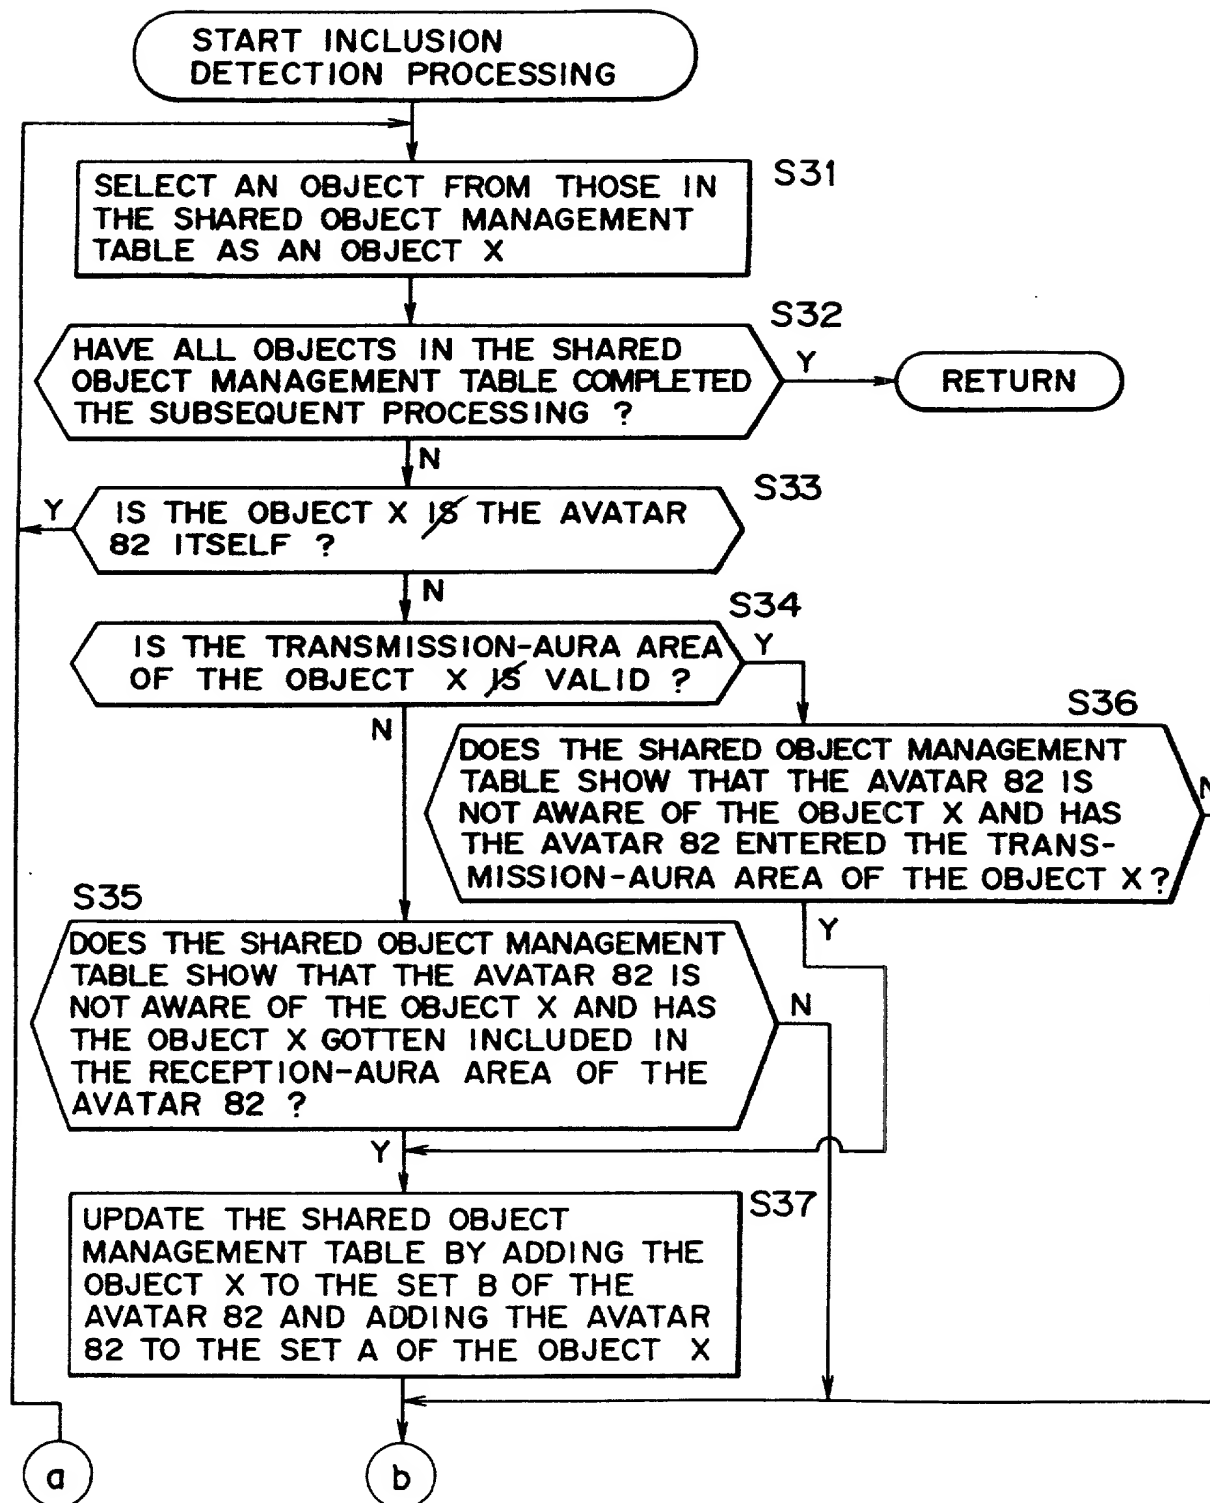 START INCLUSION
DETECTION PROCESSING
S31
SELECT AN OBJECT FROM THOSE IN
THE SHARED OBJECT MANAGEMENT
TABLE AS AN OBJECT X
S32
HAVE ALL OBJECTS IN THE SHARED
OBJECT MANAGEMENT TABLE COMPLETED
THE SUBSEQUENT PROCESSING ?
Y
RETURN
N
S33
Y
IS THE OBJECT X IS THE AVATAR
82 ITSELF ?
N
S34
IS THE TRANSMISSION-AURA AREA
OF THE OBJECT X IS VALID ?
Y
N
S36
DOES THE SHARED OBJECT MANAGEMENT
TABLE SHOW THAT THE AVATAR 82 IS
NOT AWARE OF THE OBJECT X AND HAS
THE AVATAR 82 ENTERED THE TRANS-
MISSION-AURA AREA OF THE OBJECT X ?
N
Y
S35
DOES THE SHARED OBJECT MANAGEMENT
TABLE SHOW THAT THE AVATAR 82 IS
NOT AWARE OF THE OBJECT X AND HAS
THE OBJECT X GOTTEN INCLUDED IN
THE RECEPTION-AURA AREA OF THE
AVATAR 82 ?
N
Y
S37
UPDATE THE SHARED OBJECT
MANAGEMENT TABLE BY ADDING THE
OBJECT X TO THE SET B OF THE
AVATAR 82 AND ADDING THE AVATAR
82 TO THE SET A OF THE OBJECT X
a
b